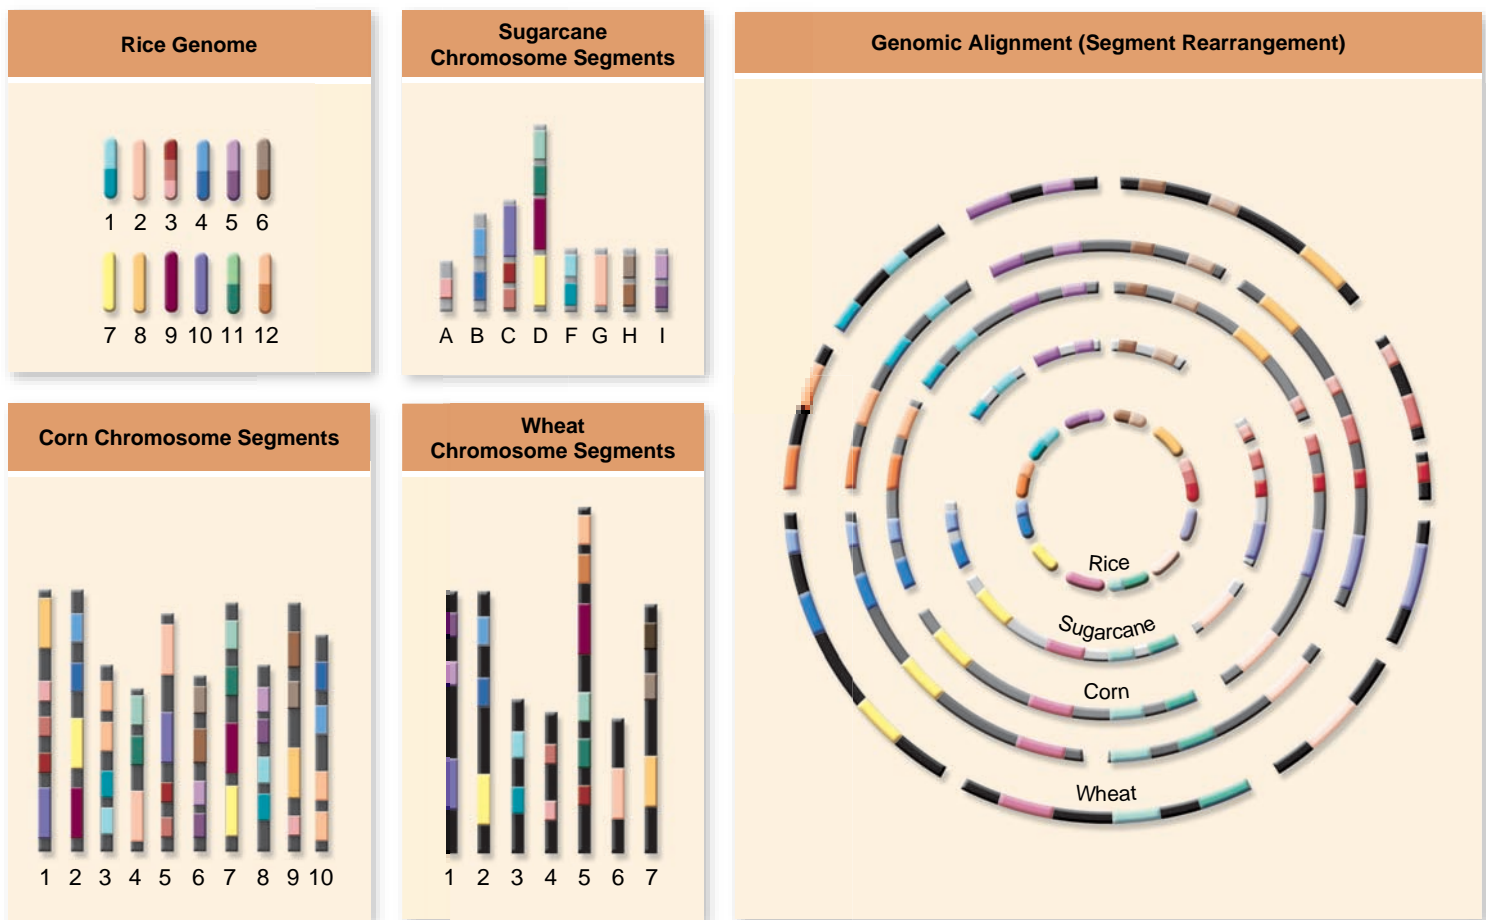 Rice Genome
1 2 3 4 5 6
7 8 9 10 11 12
Sugarcane
Chromosome Segments
A B C D F G H I
Genomic Alignment (Segment Rearrangement)
Rice
Sugarcane
Corn
Wheat
Corn Chromosome Segments
1 2 3 4 5 6 7 8 9 10
Wheat
Chromosome Segments
1 2 3 4 5 6 7